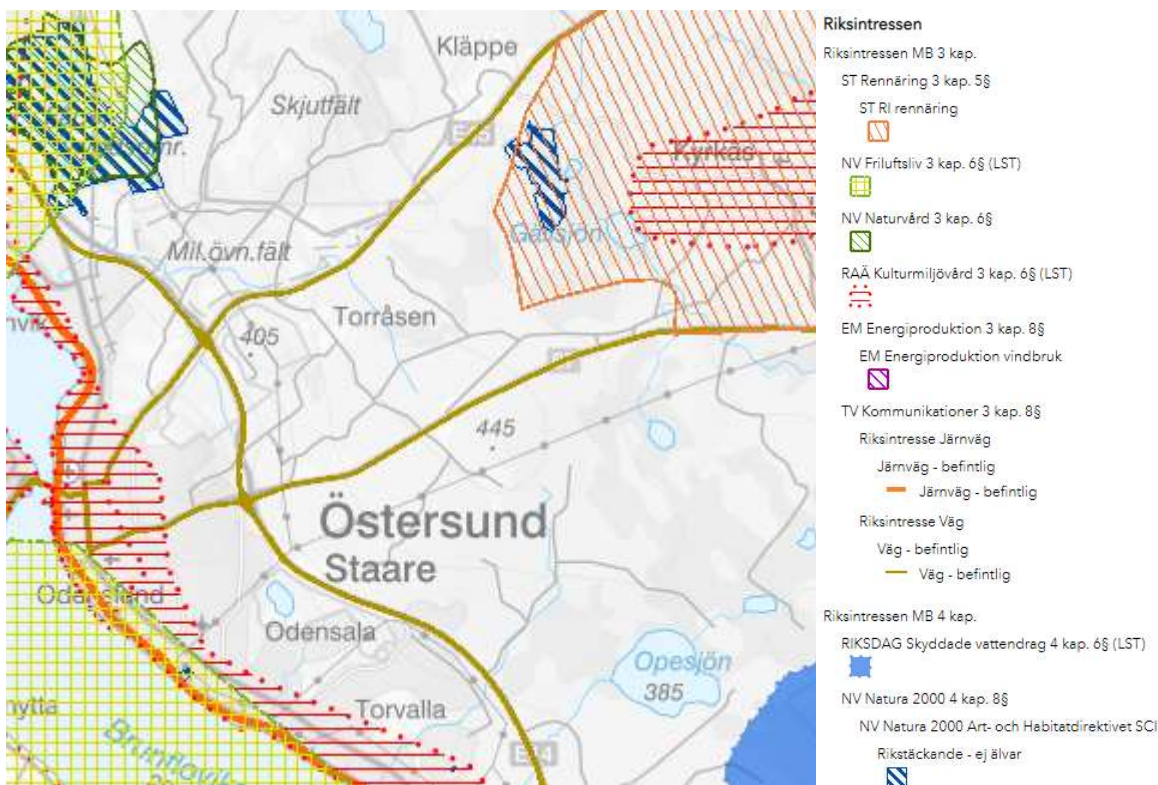 Kläppe
Skjutfält
Kyrkås
Gårsjön
Mil.övn.fält
Torråsen
405
445
Östersund
Staare
Odenslund
Odensala
Opesjön
385
Torvalla
E14
Riksintressen
Riksintressen MB 3 kap.
ST Rennäring 3 kap. 5§
ST RI rennäring
NV Friluftsliv 3 kap. 6§ (LST)
NV Naturvård 3 kap. 6§
RAÄ Kulturmiljövård 3 kap. 6§ (LST)
EM Energiproduktion 3 kap. 8§
EM Energiproduktion vindbruk
TV Kommunikationer 3 kap. 8§
Riksintresse Järnväg
Järnväg - befintlig
Järnväg - befintlig
Riksintresse Väg
Väg - befintlig
Väg - befintlig
Riksintressen MB 4 kap.
RIKSDAG Skyddade vattendrag 4 kap. 6§ (LST)
NV Natura 2000 4 kap. 8§
NV Natura 2000 Art- och Habitatdirektivet SCI
Rikstäckande - ej älvar